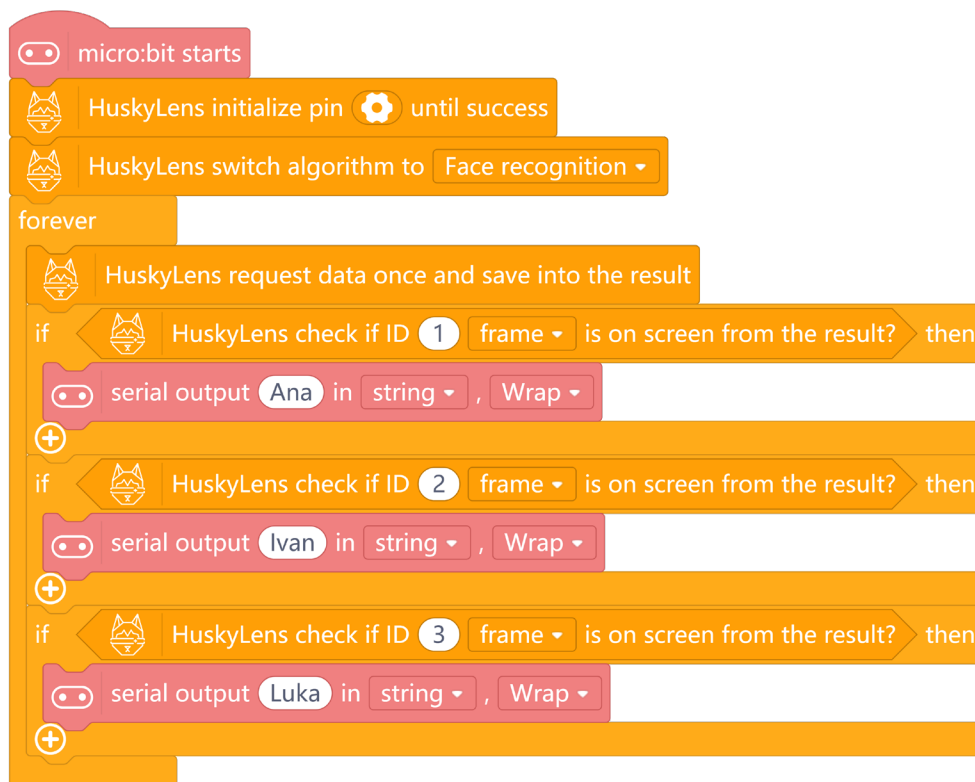 micro:bit starts
HuskyLens initialize pin until success
HuskyLens switch algorithm to Face recognition
forever
HuskyLens request data once and save into the result
if HuskyLens check if ID 1 frame is on screen from the result? then
serial output Ana in string , Wrap
if HuskyLens check if ID 2 frame is on screen from the result? then
serial output Ivan in string , Wrap
if HuskyLens check if ID 3 frame is on screen from the result? then
serial output Luka in string , Wrap